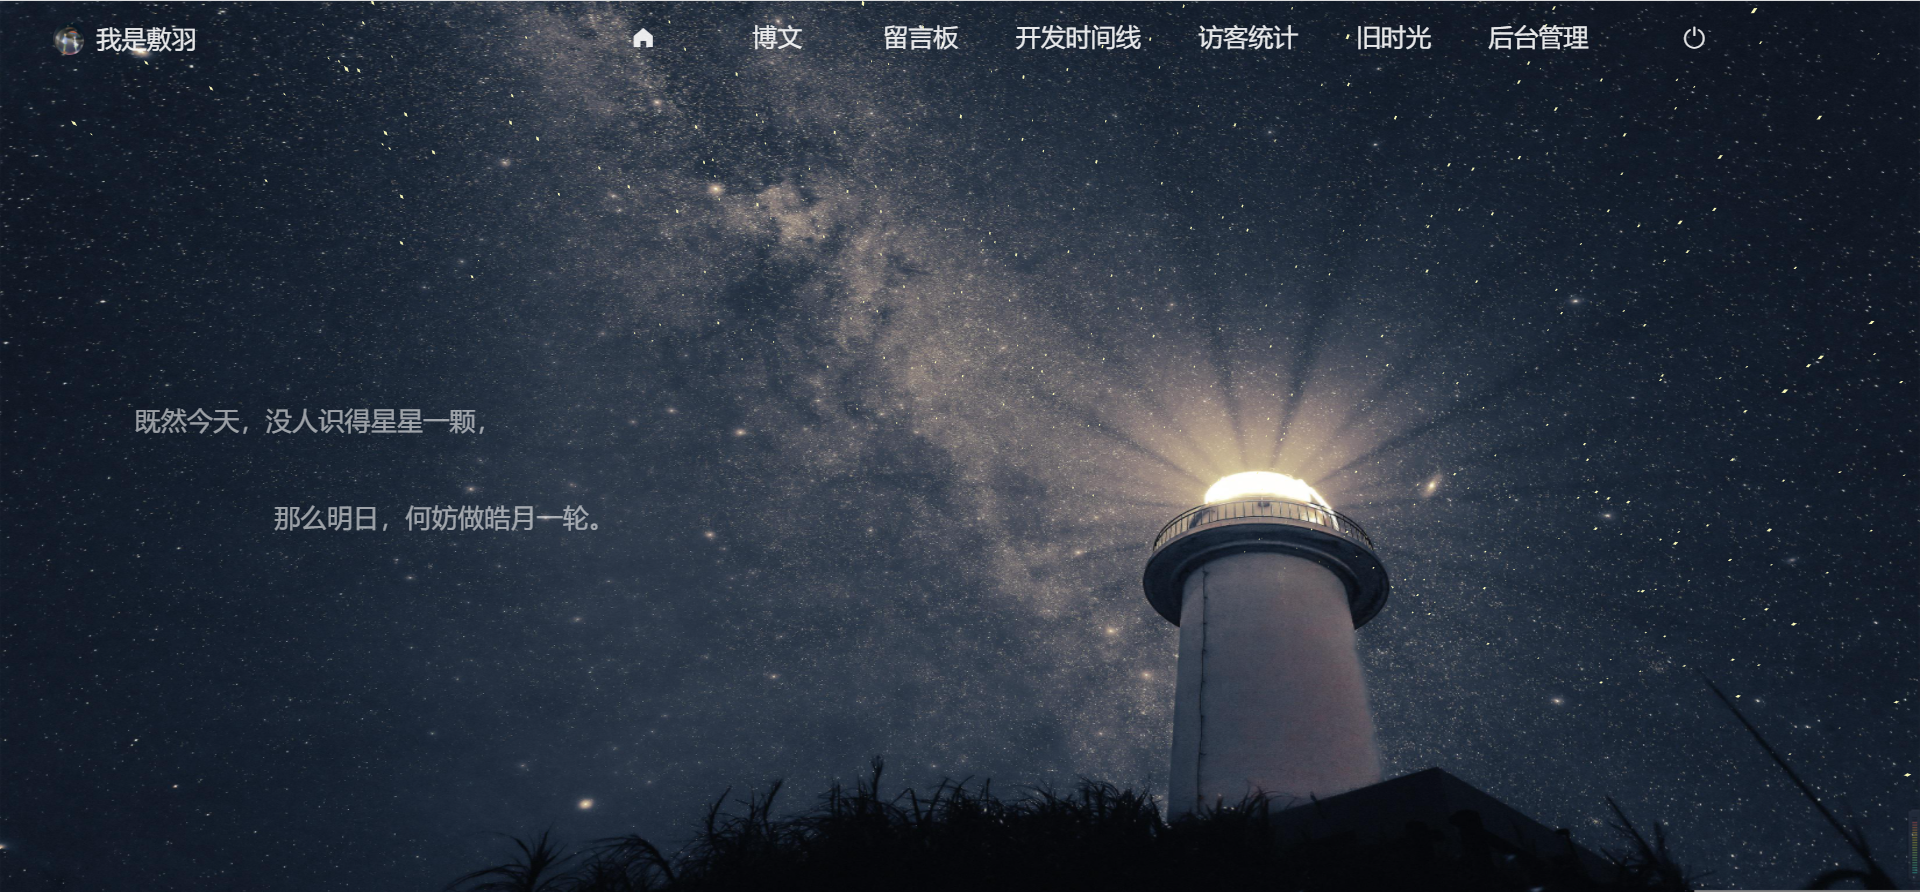 我是敷羽
博文 留言板 开发时间线 访客统计 旧时光 后台管理
既然今天，没人识得星星一颗，
那么明日，何妨做皓月一轮。